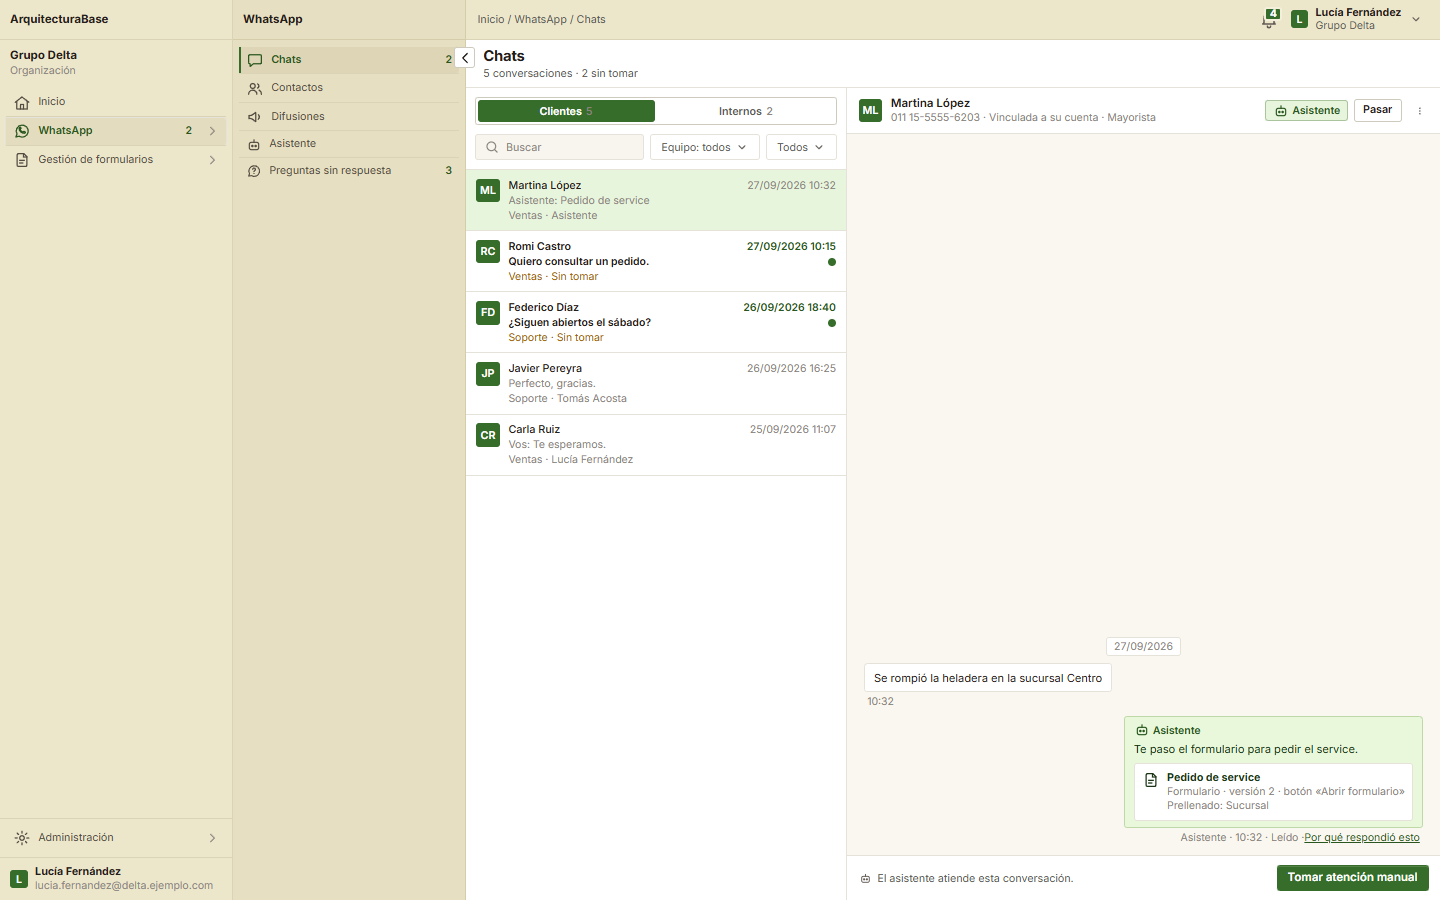 ArquitecturaBase
Grupo Delta
Organización
Inicio
WhatsApp 2
Gestión de formularios
Administración
L Lucía Fernández
lucia.fernandez@delta.ejemplo.com
WhatsApp
Chats 2
Contactos
Difusiones
Asistente
Preguntas sin respuesta 3
Inicio / WhatsApp / Chats
4
L Lucía Fernández
Grupo Delta
Chats
5 conversaciones · 2 sin tomar
Clientes 5 Internos 2
Buscar Equipo: todos Todos
ML Martina López 27/09/2026 10:32
Asistente: Pedido de service
Ventas · Asistente
RC Romi Castro 27/09/2026 10:15
Quiero consultar un pedido.
Ventas · Sin tomar
FD Federico Díaz 26/09/2026 18:40
¿Siguen abiertos el sábado?
Soporte · Sin tomar
JP Javier Pereyra 26/09/2026 16:25
Perfecto, gracias.
Soporte · Tomás Acosta
CR Carla Ruiz 25/09/2026 11:07
Vos: Te esperamos.
Ventas · Lucía Fernández
ML Martina López
011 15-5555-6203 · Vinculada a su cuenta · Mayorista
Asistente Pasar
27/09/2026
Se rompió la heladera en la sucursal Centro
10:32
Asistente
Te paso el formulario para pedir el service.
Pedido de service
Formulario · versión 2 · botón «Abrir formulario»
Prellenado: Sucursal
Asistente · 10:32 · Leído ·Por qué respondió esto
El asistente atiende esta conversación.
Tomar atención manual